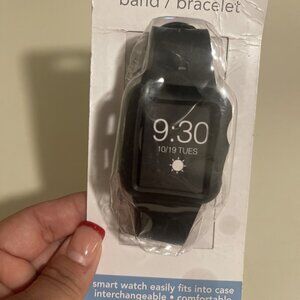 band / bracelet
9:30
10/19 TUES
smart watch easily fits into case
interchangeable • comfortable